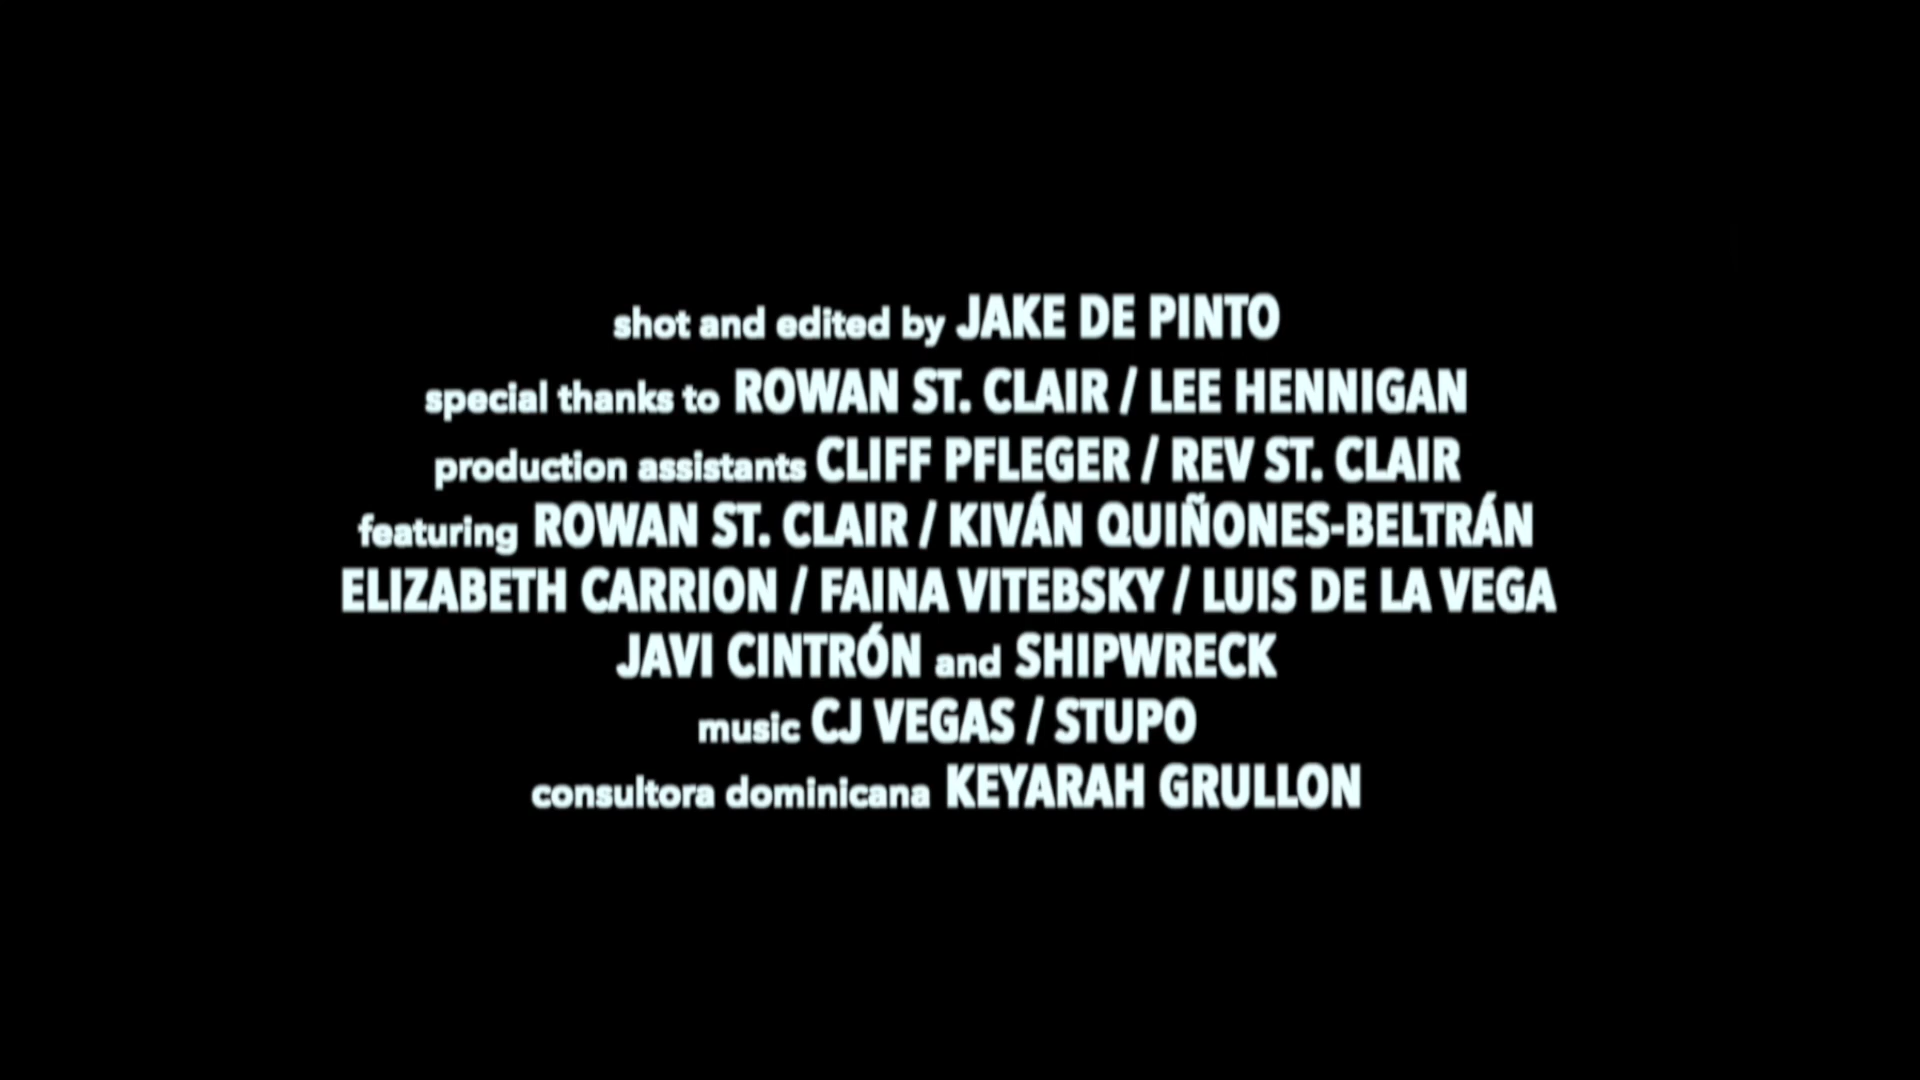 shot and edited by JAKE DE PINTO
special thanks to ROWAN ST. CLAIR / LEE HENNIGAN
production assistants CLIFF PFLEGER / REV ST. CLAIR
featuring ROWAN ST. CLAIR / KIVÁN QUIÑONES-BELTRÁN
ELIZABETH CARRION / FAINA VITEBSKY / LUIS DE LA VEGA
JAVI CINTRÓN and SHIPWRECK
music CJ VEGAS / STUPO
consultora dominicana KEYARAH GRULLON